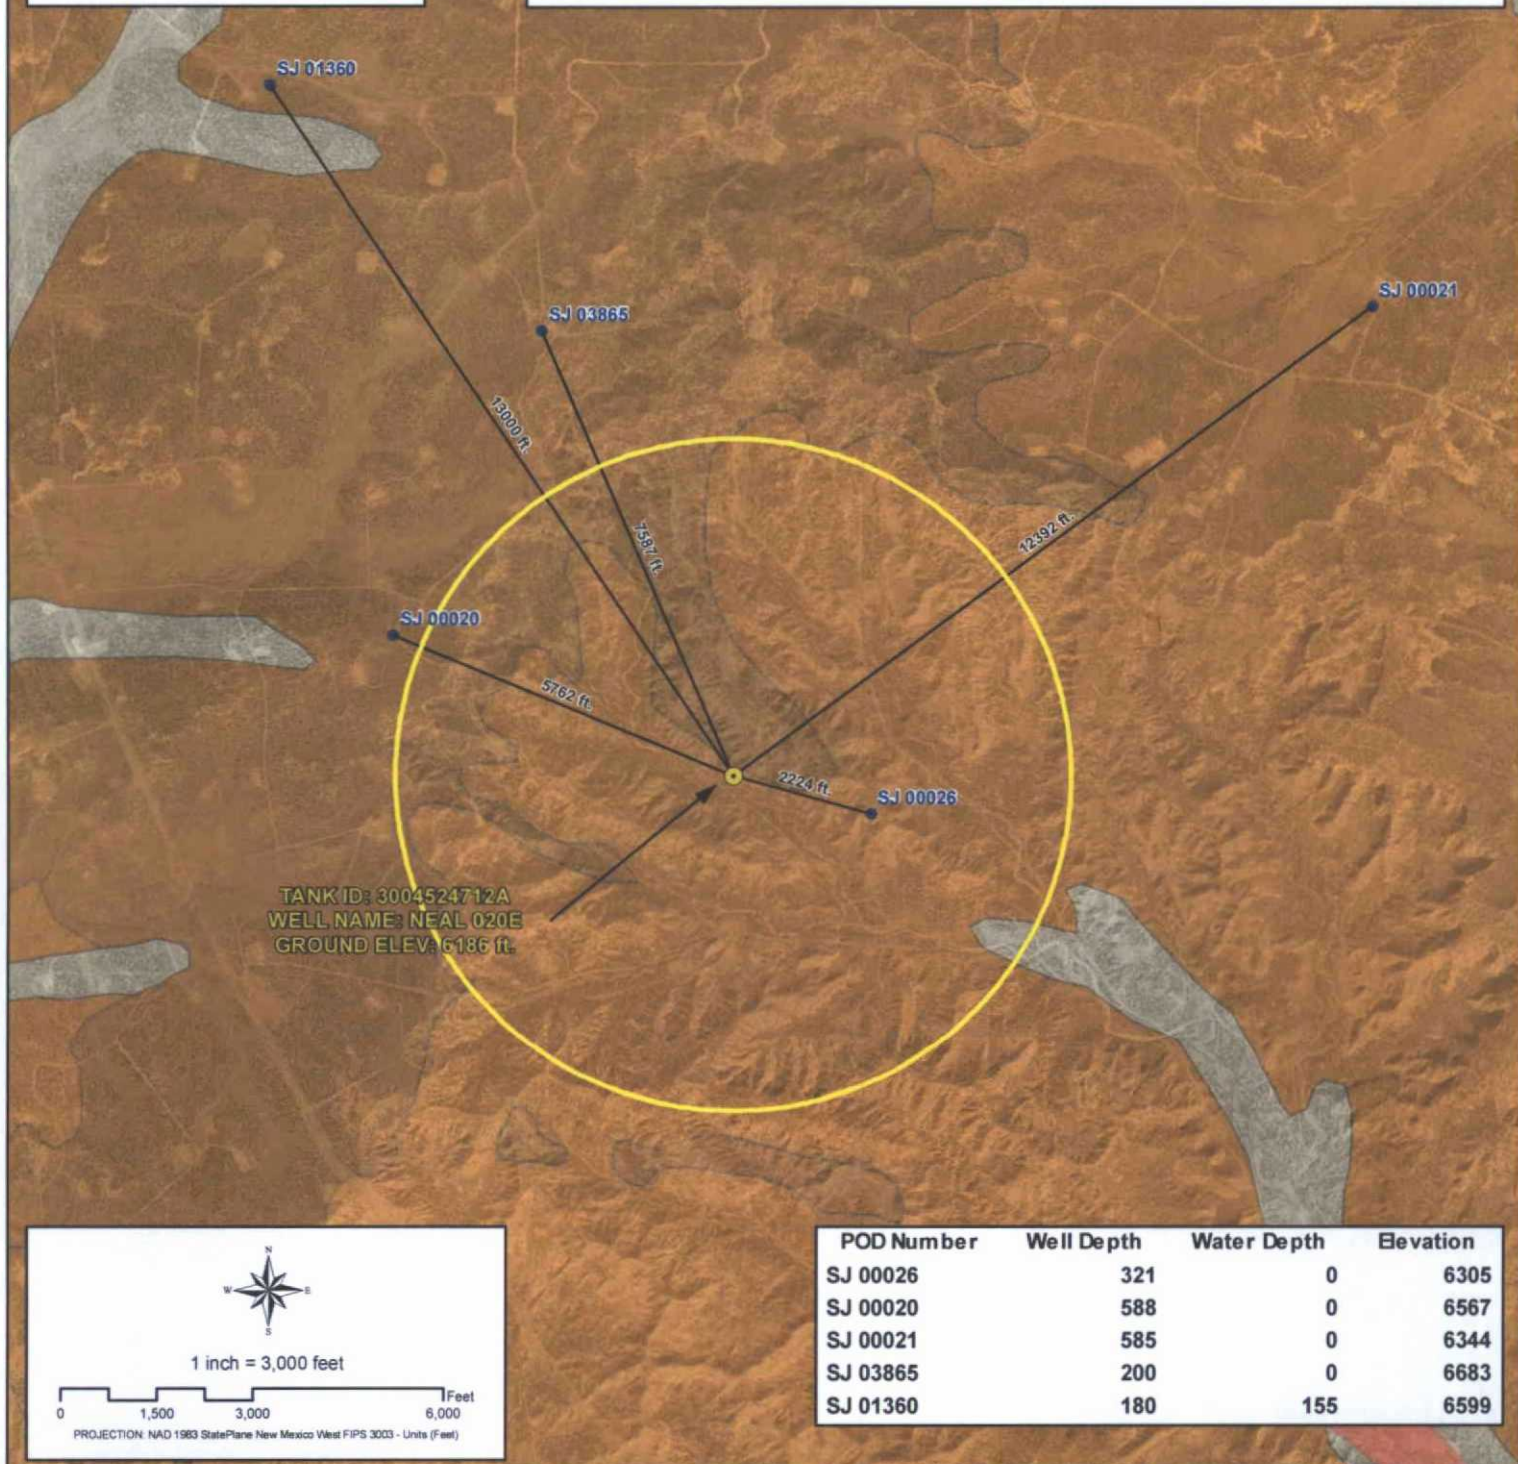 SJ 01360
SJ 00021
SJ 03865
13000 ft.
12392 ft.
7587 ft.
SJ 00020
5762 ft.
2224 ft.
SJ 00026
TANK ID: 3004524712A
WELL NAME: NEAL 020E
GROUND ELEV: 6186 ft.
N
W E
S
1 inch = 3,000 feet
Feet
0 1,500 3,000 6,000
PROJECTION: NAD 1983 StatePlane New Mexico West FIPS 3003 - Units (Feet)
POD Number Well Depth Water Depth Elevation
SJ 00026 321 0 6305
SJ 00020 588 0 6567
SJ 00021 585 0 6344
SJ 03865 200 0 6683
SJ 01360 180 155 6599